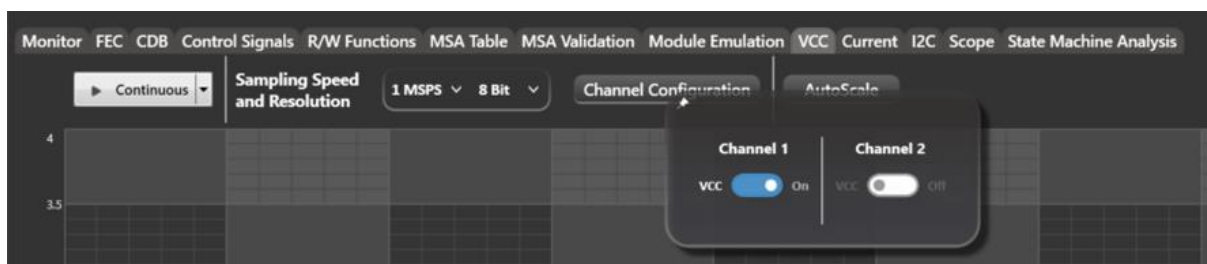 Monitor FEC CDB Control Signals R/W Functions MSA Table MSA Validation Module Emulation VCC Current I2C Scope State Machine Analysis
Continuous
Sampling Speed
and Resolution
1 MSPS 8 Bit
Channel Configuration
AutoScale
Channel 1
Channel 2
VCC On
VCC Off
4
3.5